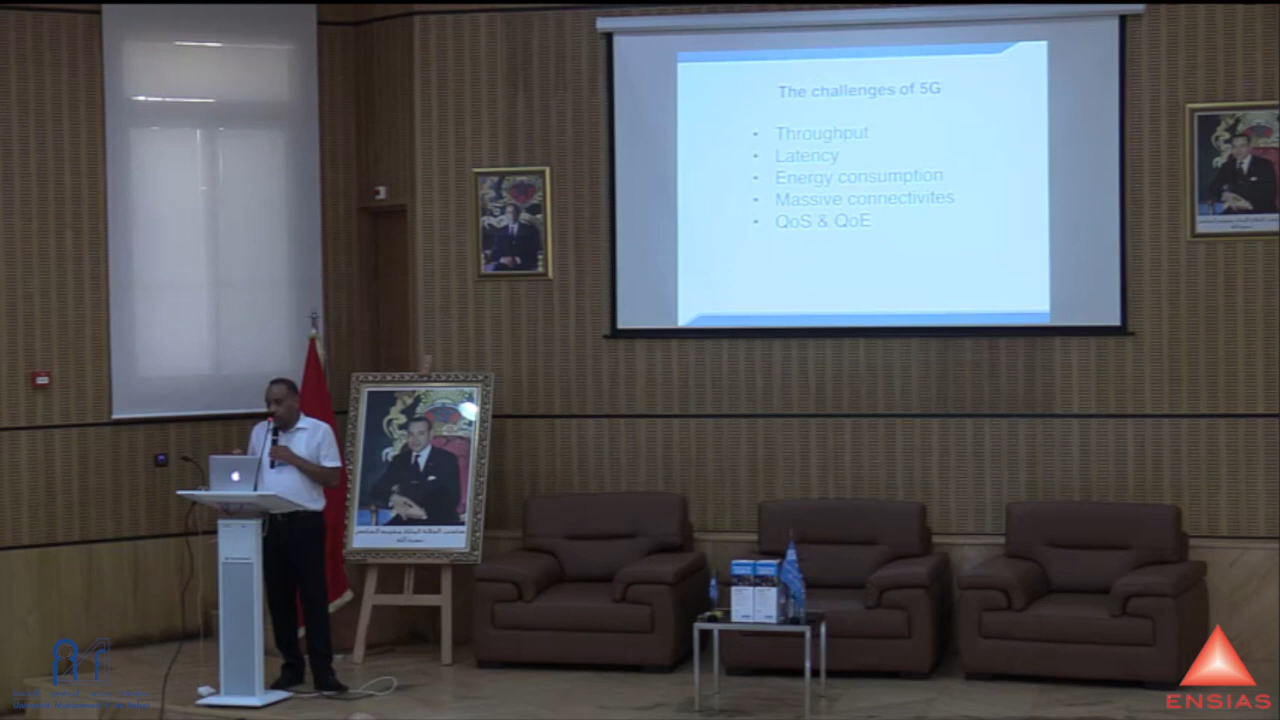 The challenges of 5G
• Throughput
• Latency
• Energy consumption
• Massive connectivites
• QoS & QoE
ENSIAS